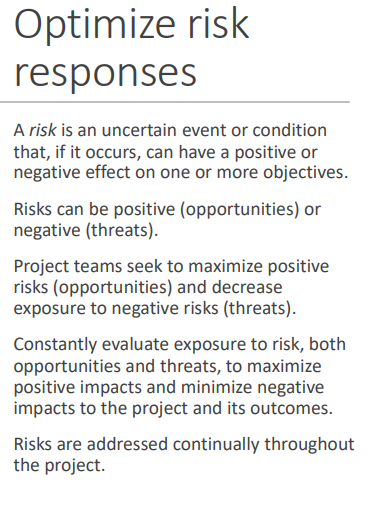 Optimize risk
responses
A risk is an uncertain event or condition
that, if it occurs, can have a positive or
negative effect on one or more objectives.
Risks can be positive (opportunities) or
negative (threats).
Project teams seek to maximize positive
risks (opportunities) and decrease
exposure to negative risks (threats).
Constantly evaluate exposure to risk, both
opportunities and threats, to maximize
positive impacts and minimize negative
impacts to the project and its outcomes.
Risks are addressed continually throughout
the project.